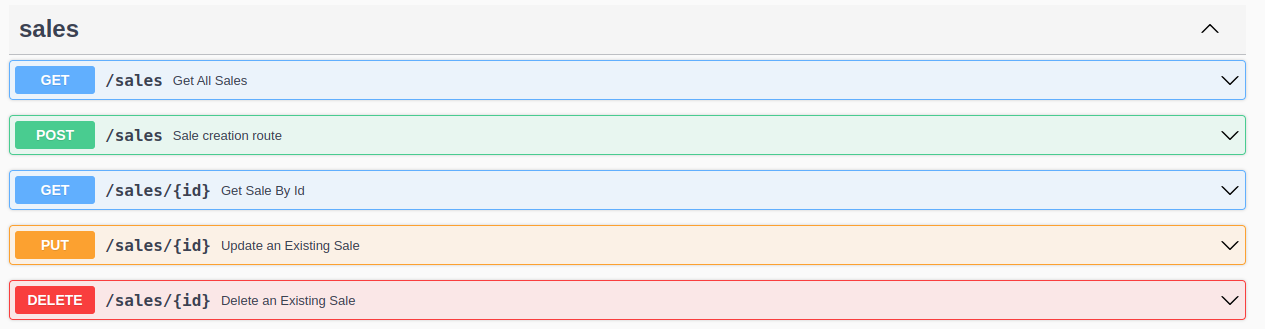 sales
GET /sales Get All Sales
POST /sales Sale creation route
GET /sales/{id} Get Sale By Id
PUT /sales/{id} Update an Existing Sale
DELETE /sales/{id} Delete an Existing Sale